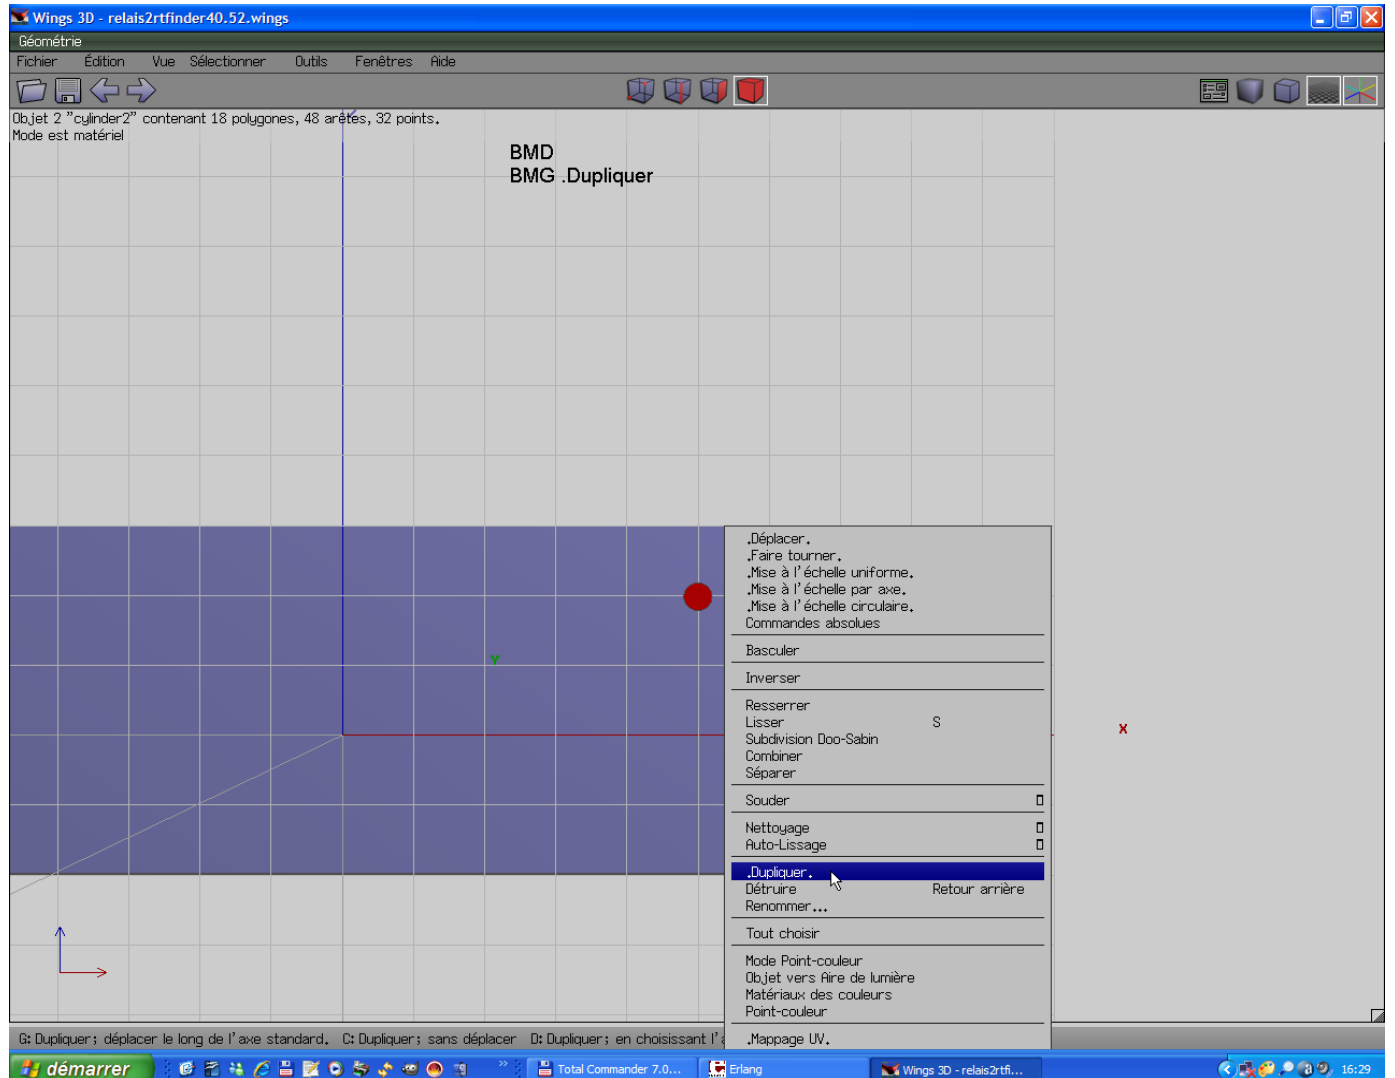 Wings 3D - relais2rtfinder40.52.wings
Géométrie
Fichier Édition Vue Sélectionner Outils Fenêtres Aide
Objet 2 "cylinder2" contenant 18 polygones, 48 arêtes, 32 points.
Mode est matériel
BMD
BMG .Dupliquer
.Déplacer.
.Faire tourner.
.Mise à l'échelle uniforme.
.Mise à l'échelle par axe.
.Mise à l'échelle circulaire.
Commandes absolues
Basculer
Inverser
Resserrer
Lisser S
Subdivision Doo-Sabin
Combiner
Séparer
Souder
Nettoyage
Auto-Lissage
.Dupliquer.
Détruire Retour arrière
Renommer...
Tout choisir
Mode Point-couleur
Objet vers Aire de lumière
Matériaux des couleurs
Point-couleur
.Mappage UV.
Y
X
G: Dupliquer; déplacer le long de l'axe standard. C: Dupliquer; sans déplacer D: Dupliquer; en choisissant l'a
démarrer
Total Commander 7.0...
Erlang
Wings 3D - relais2rtfi...
16:29